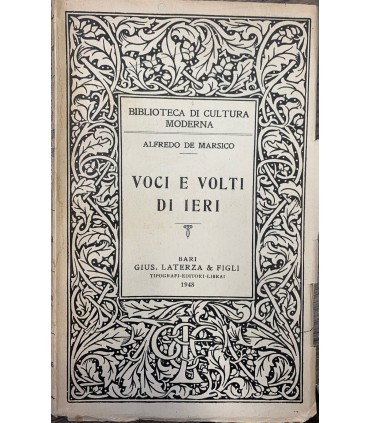 BIBLIOTECA DI CULTURA
MODERNA
ALFREDO DE MARSICO
VOCI E VOLTI
DI IERI
BARI
GIUS. LATERZA & FIGLI
TIPOGRAFI-EDITORI-LIBRAI
1948